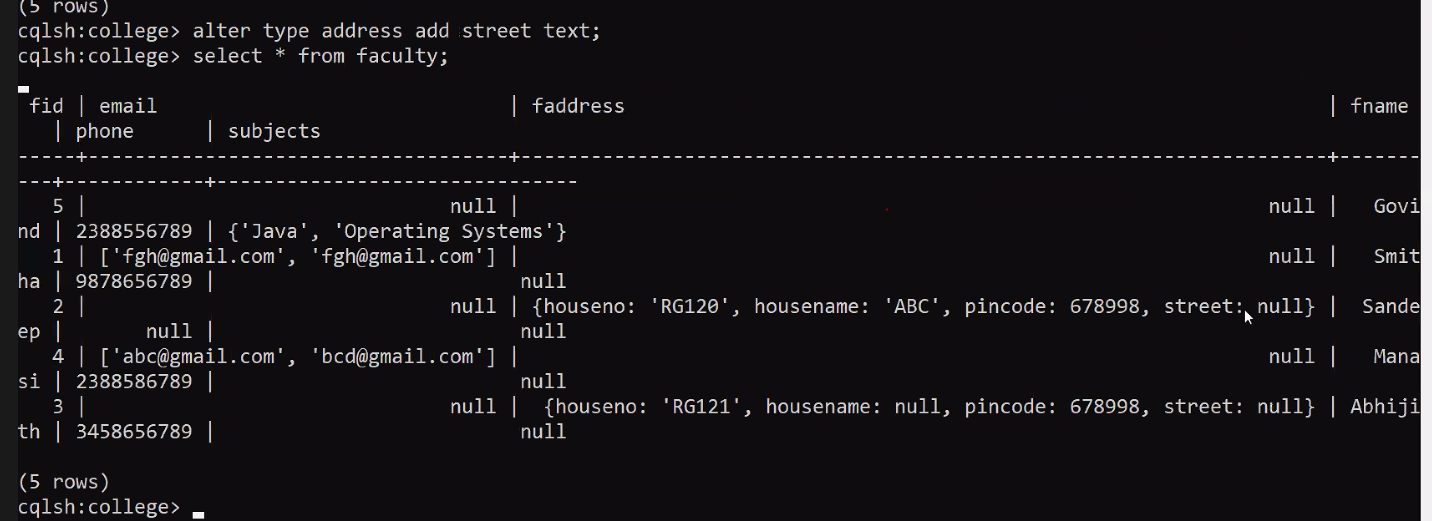 (5 rows)
cqlsh:college> alter type address add street text;
cqlsh:college> select * from faculty;
fid | email | faddress | fname
| phone | subjects
-----+------------------------------------+----------------------------------------------------------------------+-------
---+------------+-------------------------------
5 | null | null | Govi
nd | 2388556789 | {'Java', 'Operating Systems'}
1 | ['fgh@gmail.com', 'fgh@gmail.com'] | null | Smit
ha | 9878656789 | null
2 | null | {houseno: 'RG120', housename: 'ABC', pincode: 678998, street: null} | Sande
ep | null | null
4 | ['abc@gmail.com', 'bcd@gmail.com'] | null | Mana
si | 2388586789 | null
3 | null | {houseno: 'RG121', housename: null, pincode: 678998, street: null} | Abhiji
th | 3458656789 | null
(5 rows)
cqlsh:college>